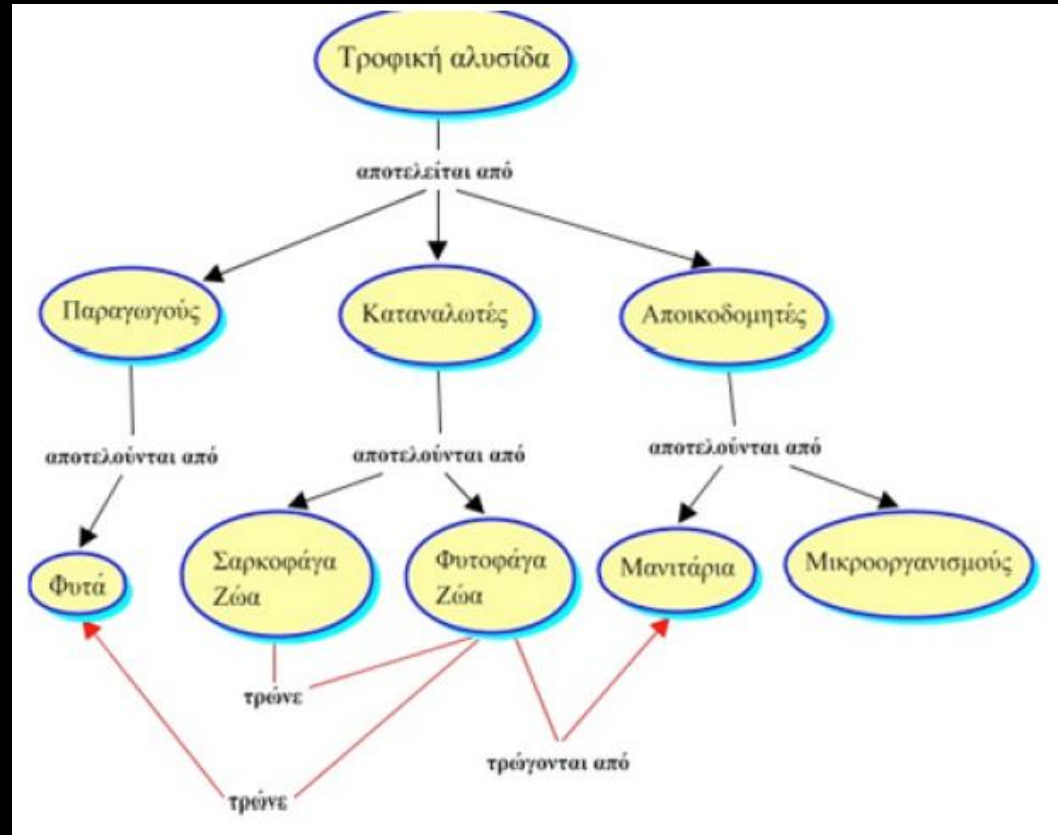 Τροφική αλυσίδα
αποτελείται από
Παραγωγούς
Καταναλωτές
Αποικοδομητές
αποτελούνται από
αποτελούνται από
αποτελούνται από
Φυτά
Σαρκοφάγα
Ζώα
Φυτοφάγα
Ζώα
Μανιτάρια
Μικροοργανισμούς
τρώνε
τρώγονται από
τρώνε